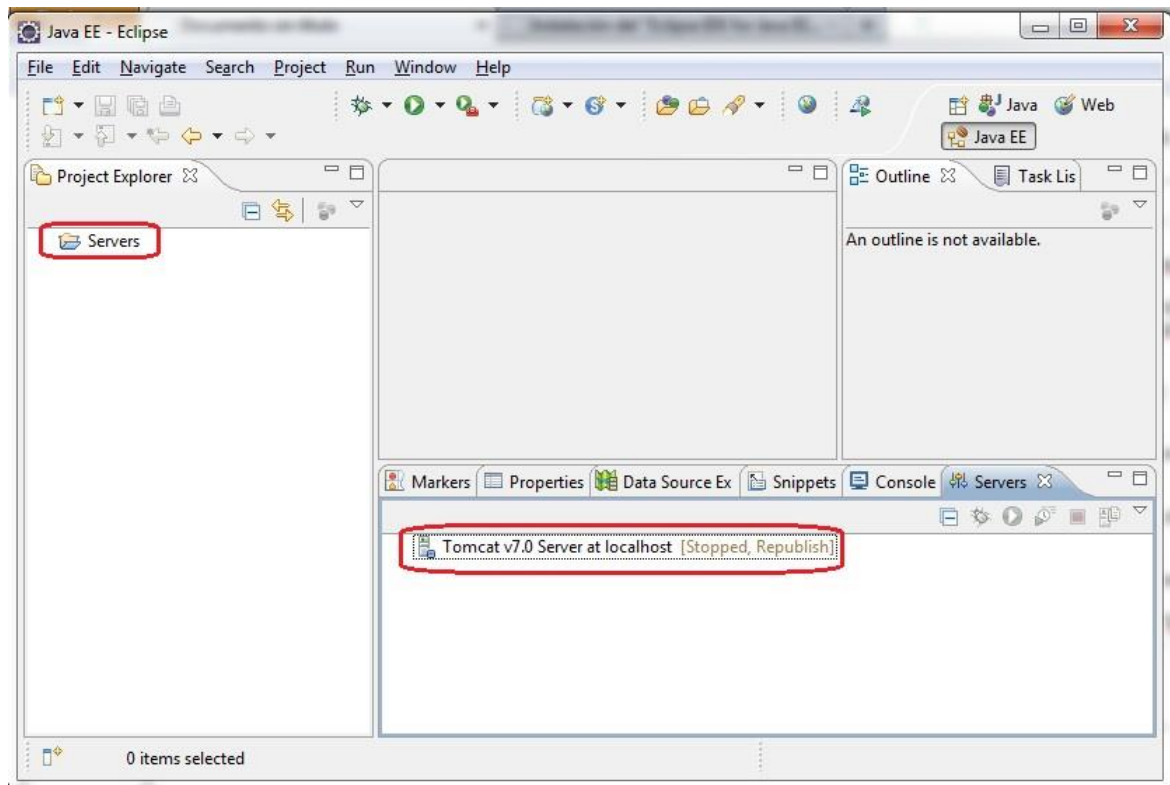 Java EE - Eclipse
File Edit Navigate Search Project Run Window Help
Java Web
Java EE
Project Explorer
Outline Task Lis
Servers
An outline is not available.
Markers Properties Data Source Ex Snippets Console Servers
Tomcat v7.0 Server at localhost [Stopped, Republish]
0 items selected